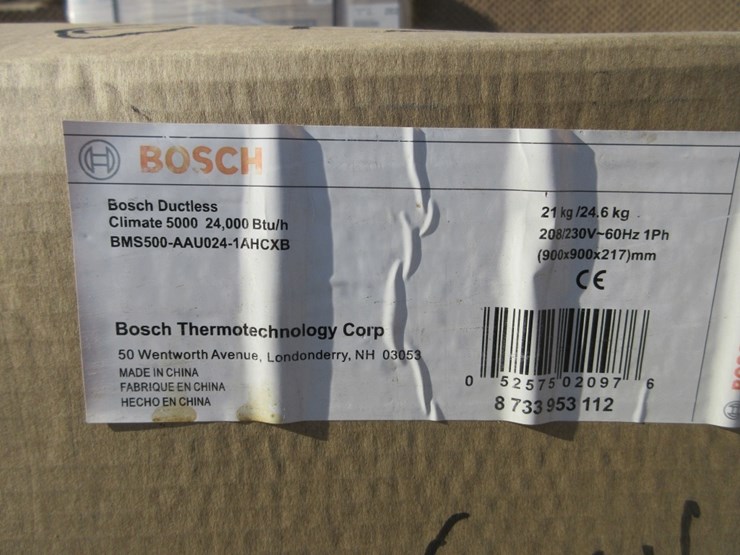 BOSCH
Bosch Ductless
Climate 5000 24,000 Btu/h
BMS500-AAU024-1AHCXB
21 kg /24.6 kg
208/230V~60Hz 1Ph
(900x900x217)mm
CE
Bosch Thermotechnology Corp
50 Wentworth Avenue, Londonderry, NH 03053
MADE IN CHINA
FABRIQUE EN CHINA
HECHO EN CHINA
0 52575 02097 6
8 733 953 112